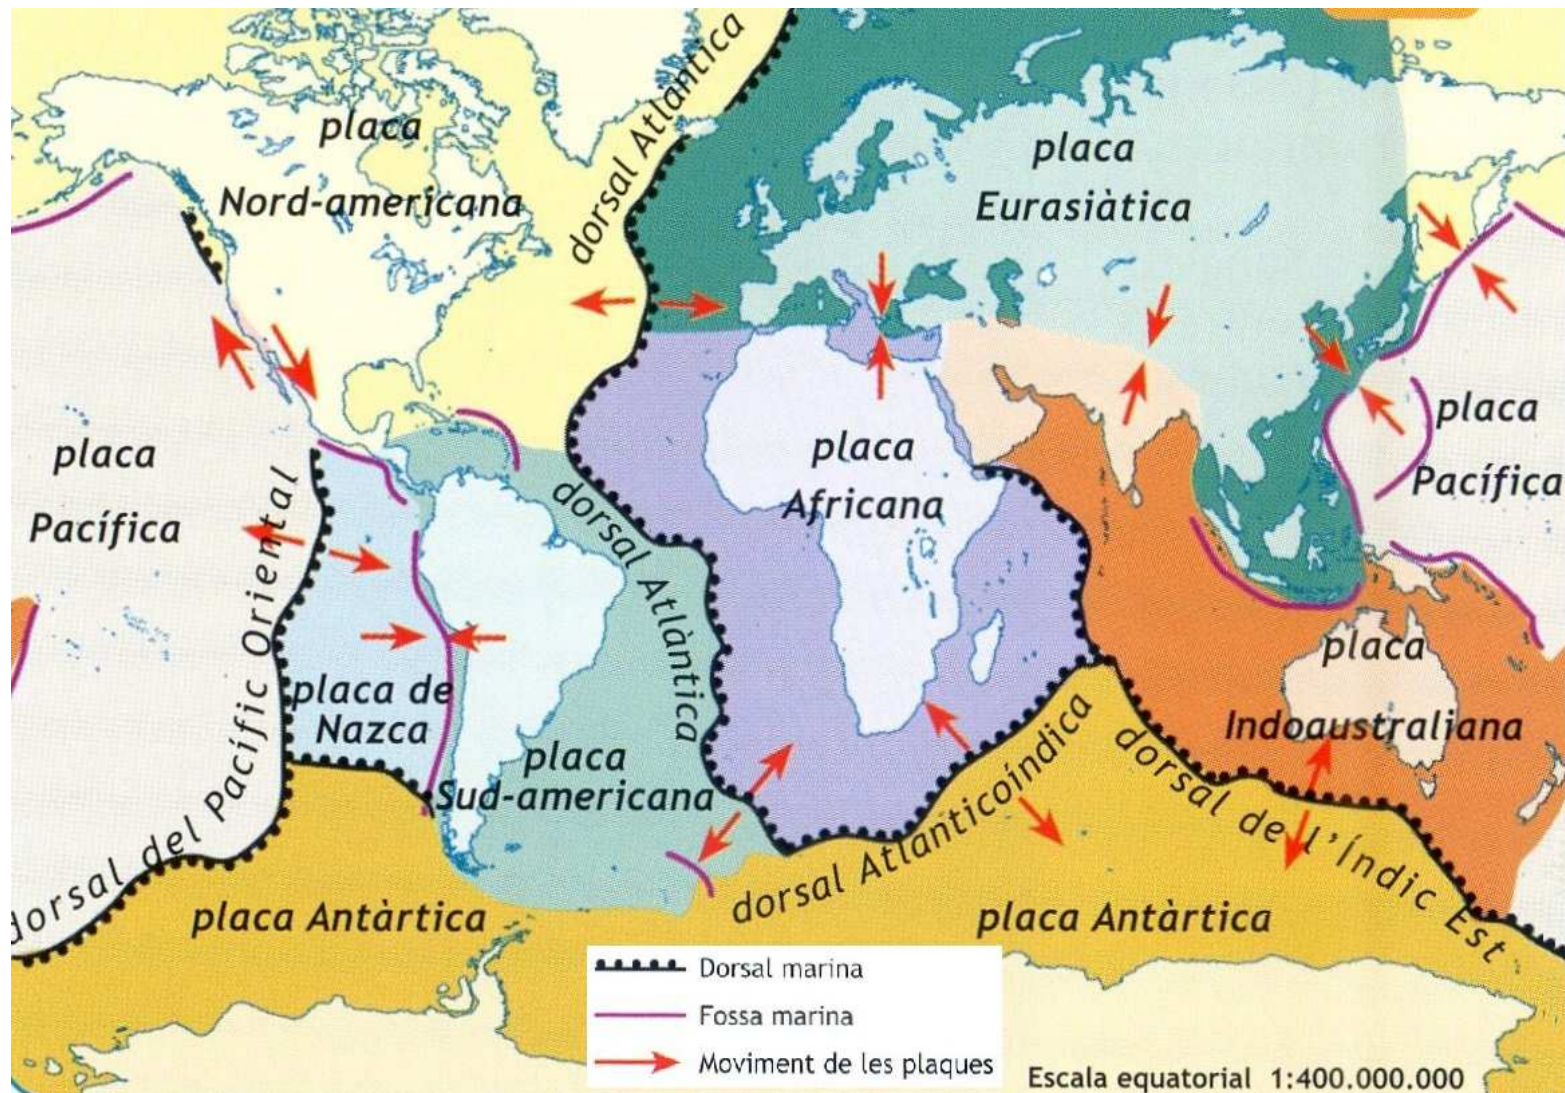 placa
Nord-americana
dorsal Atlàntica
placa
Eurasiàtica
placa
Pacífica
dorsal del Pacífic Oriental
dorsal Atlàntica
placa
Africana
placa
Pacífica
placa de
Nazca
placa
Sud-americana
placa
Indoaustraliana
dorsal Atlanticoíndica
dorsal de l'Índic Est
placa Antàrtica
placa Antàrtica
Dorsal marina
Fossa marina
Moviment de les plaques
Escala equatorial 1:400.000.000